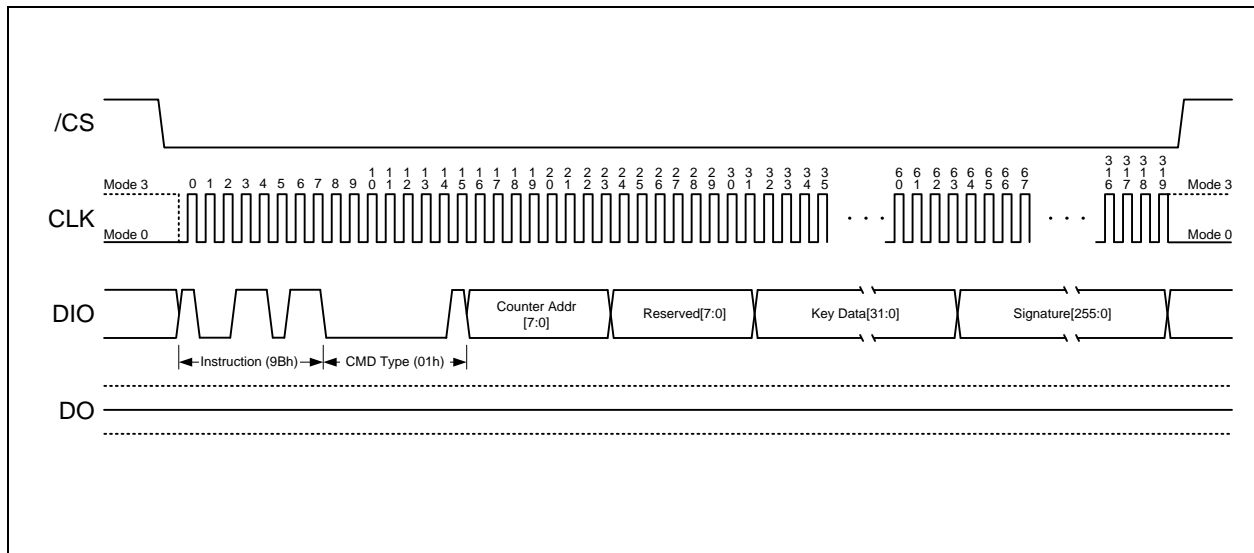 /CS
Mode 3
0 1 2 3 4 5 6 7 8 9 10 11 12 13 14 15 16 17 18 19 20 21 22 23 24 25 26 27 28 29 30 31 32 33 34 35 60 61 62 63 64 65 66 67 316 317 318 319
Mode 3
CLK
Mode 0
. . .
. . .
Mode 0
DIO
Counter Addr
[7:0]
Reserved[7:0]
Key Data[31:0]
Signature[255:0]
Instruction (9Bh)
CMD Type (01h)
DO